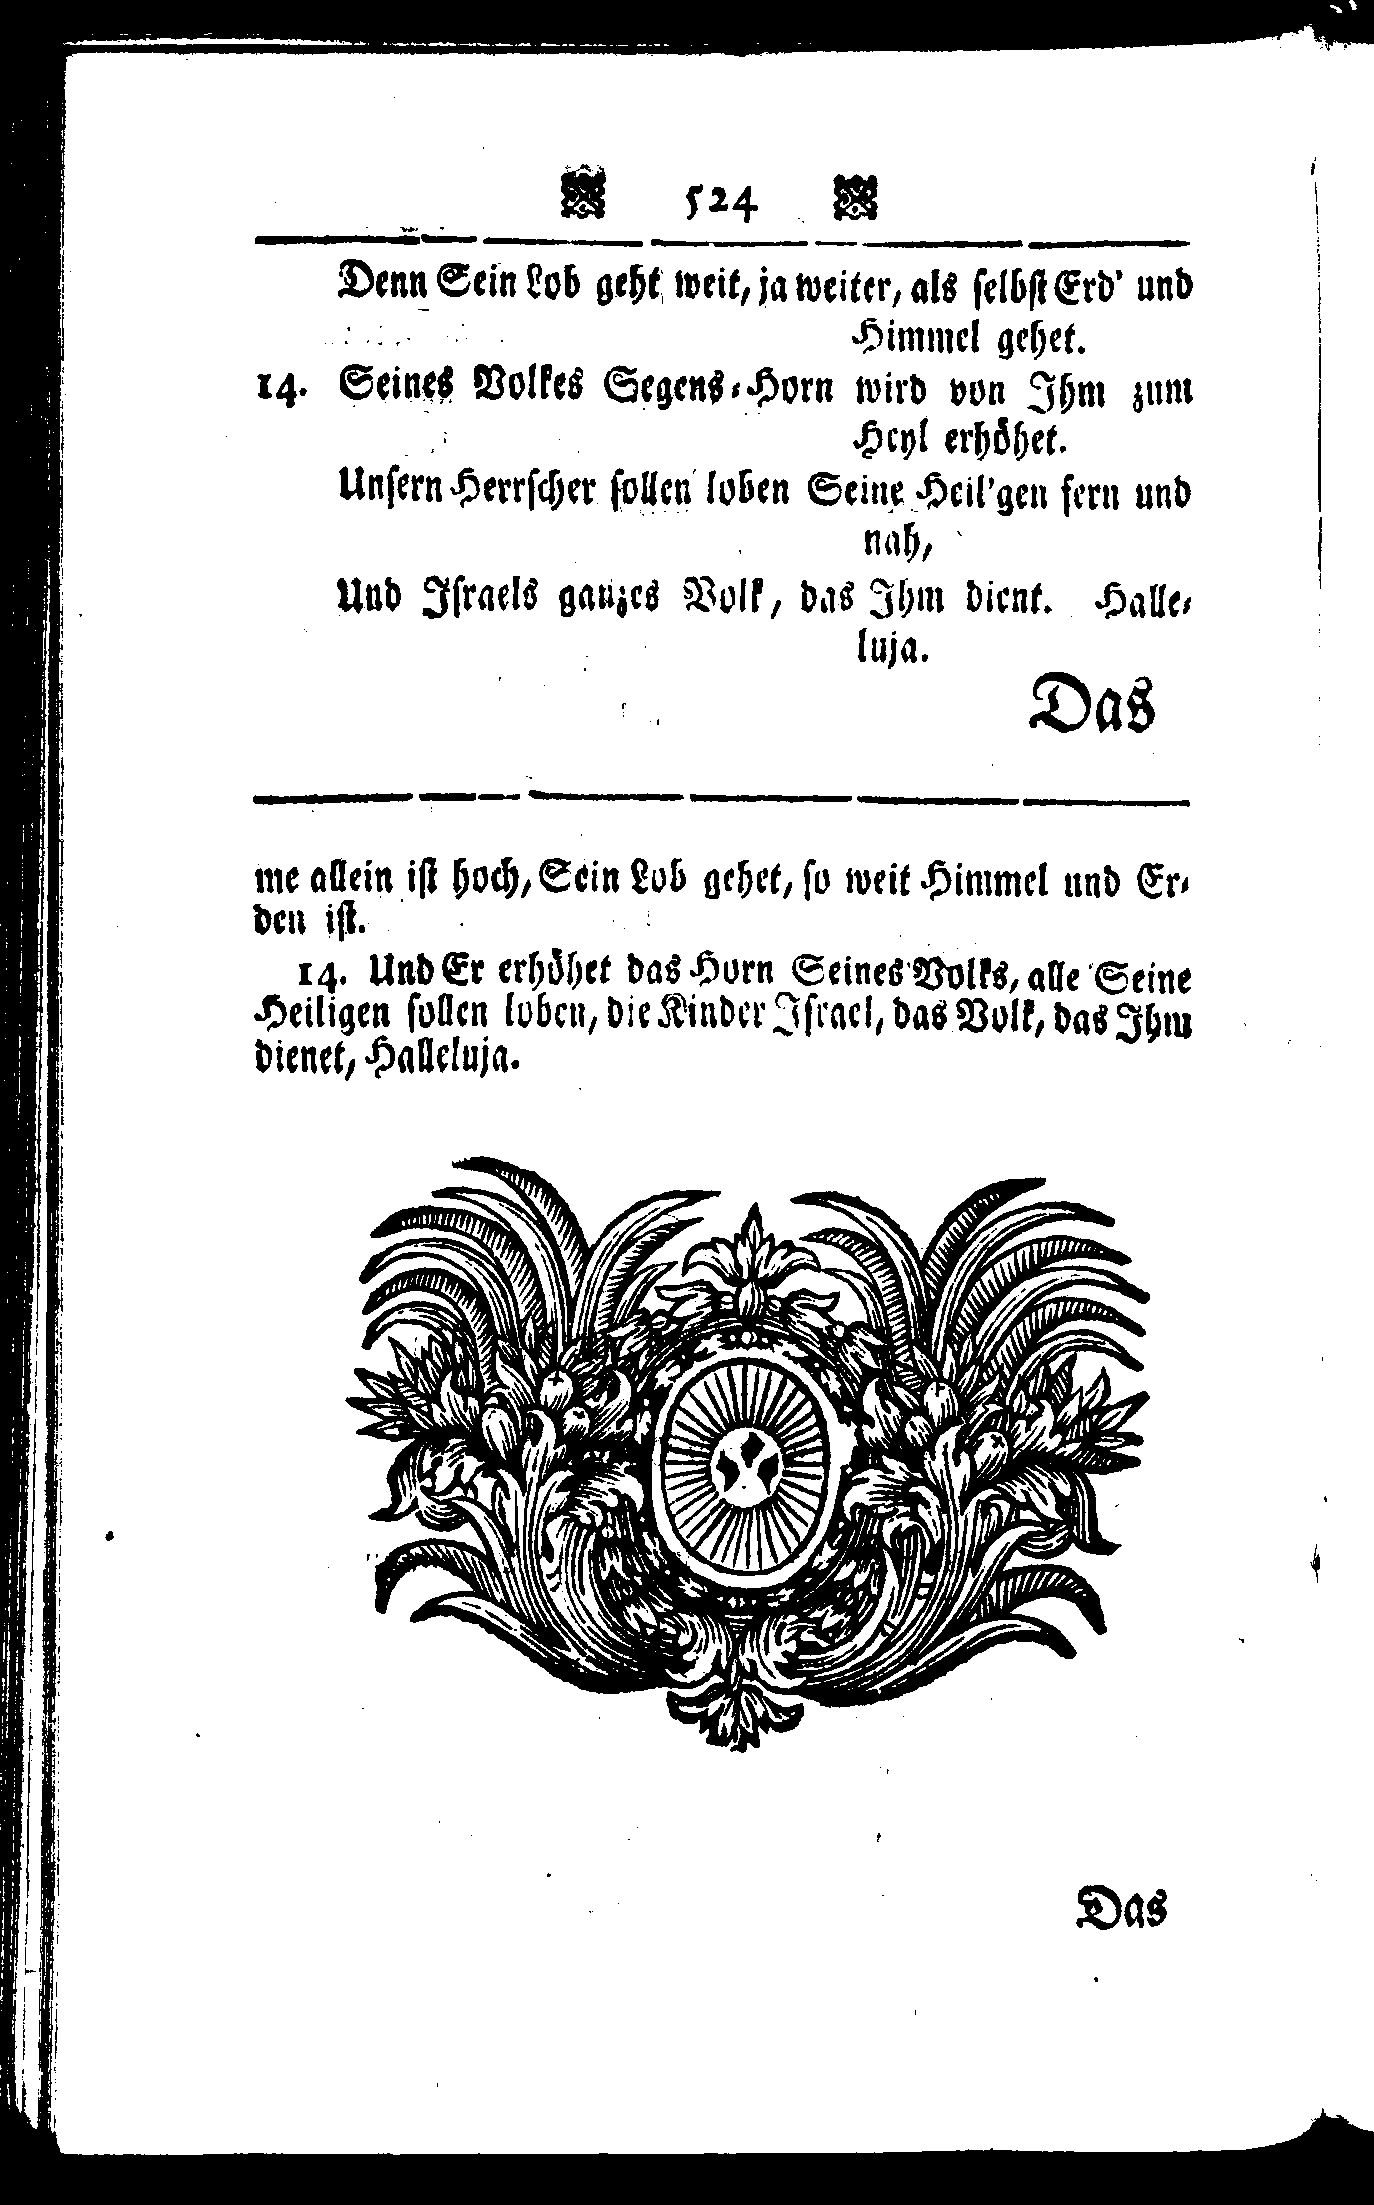 524
Denn Sein Lob geht weit, ja weiter, als ſelbſt Erd' und
Himmel gehet.
14. Seines Volkes Segens⸗Horn wird von Ihm zum
Heyl erhöhet.
Unſern Herrſcher ſollen loben Seine Heil'gen fern und
nah,
Und Iſraels ganzes Volk, das Ihm dient. Halle⸗
luja.
Das
me allein iſt hoch, Sein Lob gehet, ſo weit Himmel und Er⸗
den iſt.
14. Und Er erhöhet das Horn Seines Volks, alle Seine
Heiligen ſollen loben, die Kinder Iſrael, das Volk, das Ihm
dienet, Halleluja.
Das